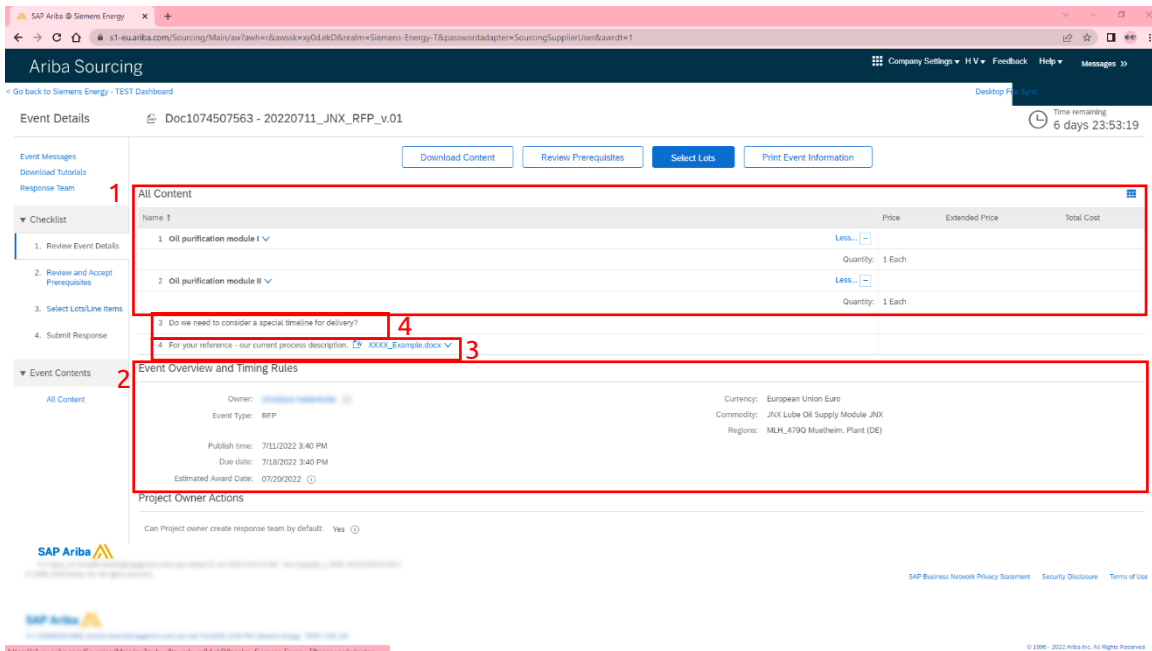 SAP Ariba @ Siemens Energy
s1-eu.ariba.com/Sourcing/Main/aw?awh=r&awssk=xy0d.ekD&realm=Siemens-Energy-T&passwordadapter=SourcingSupplierUser&awrdt=1
Ariba Sourcing
Company Settings H V Feedback Help Messages
< Go back to Siemens Energy - TEST Dashboard
Desktop File Sync
Event Details
Doc1074507563 - 20220711_JNX_RFP_v.01
Time remaining
6 days 23:53:19
Event Messages
Download Tutorials
Response Team
Download Content Review Prerequisites Select Lots Print Event Information
1
All Content
Checklist
Name ↑ Price Extended Price Total Cost
1. Review Event Details
1 Oil purification module I Less...
Quantity: 1 Each
2. Review and Accept Prerequisites
2 Oil purification module II Less...
Quantity: 1 Each
3. Select Lots/Line Items
3 Do we need to consider a special timeline for delivery?
4
4. Submit Response
4 For your reference - our current process description. XXXX_Example.docx
3
Event Contents
2
All Content
Event Overview and Timing Rules
Owner:
Event Type: RFP
Publish time: 7/11/2022 3:40 PM
Due date: 7/18/2022 3:40 PM
Estimated Award Date: 07/20/2022
Currency: European Union Euro
Commodity: JNX Lube Oil Supply Module JNX
Regions: MLH_479Q Muelheim, Plant (DE)
Project Owner Actions
Can Project owner create response team by default: Yes
SAP Ariba
SAP Business Network Privacy Statement Security Disclosure Terms of Use
SAP Ariba
© 1996 - 2022 Ariba Inc. All Rights Reserved